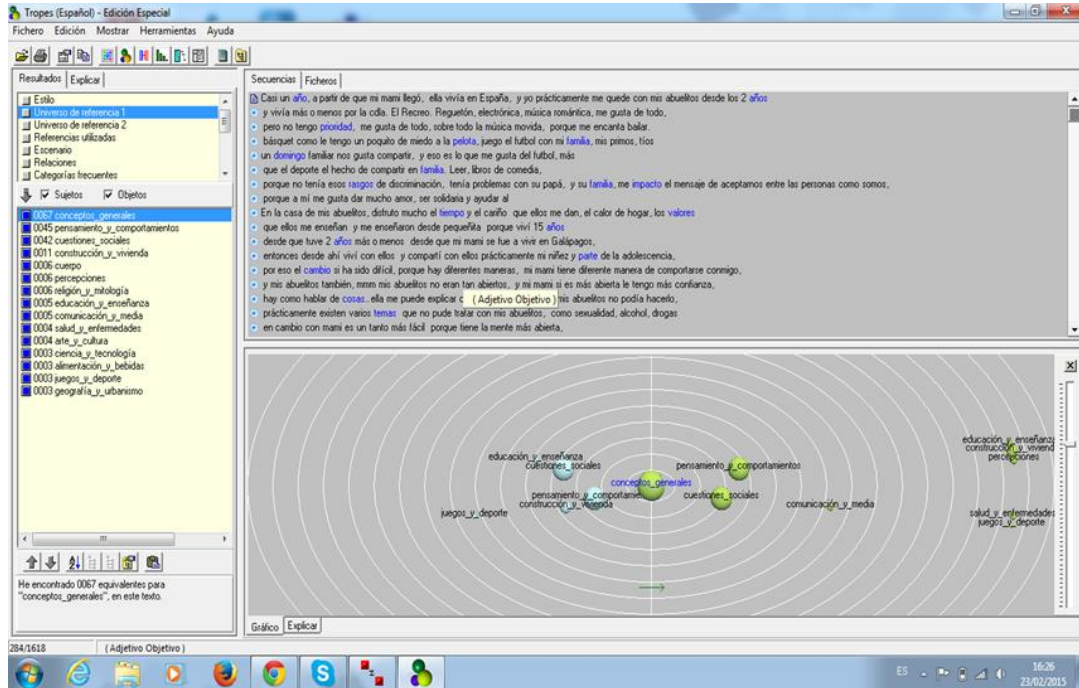 Tropes (Español) - Edición Especial
Fichero Edición Mostrar Herramientas Ayuda
Resultados Explicar
Estilo
Universo de referencia 1
Universo de referencia 2
Referencias utilizadas
Escenario
Relaciones
Categorías frecuentes
Sujetos Objetos
0067 conceptos_generales
0045 pensamiento_y_comportamientos
0042 cuestiones_sociales
0011 construcción_y_vivienda
0006 cuerpo
0006 percepciones
0006 religión_y_mitología
0005 educación_y_enseñanza
0005 comunicación_y_media
0004 salud_y_enfermedades
0004 arte_y_cultura
0003 ciencia_y_tecnología
0003 alimentación_y_bebidas
0003 juegos_y_deporte
0003 geografía_y_urbanismo
He encontrado 0067 equivalentes para
"conceptos_generales", en este texto.
Secuencias Ficheros
Casi un año, a partir de que mi mami llegó, ella vivía en España, y yo prácticamente me quede con mis abuelitos desde los 2 años
y vivía más o menos por la cdla. El Recreo. Reguetón, electrónica, música romántica, me gusta de todo,
pero no tengo prioridad, me gusta de todo, sobre todo la música movida, porque me encanta bailar.
básquet como le tengo un poquito de miedo a la pelota, juego el futbol con mi familia, mis primos, tíos
un domingo familiar nos gusta compartir, y eso es lo que me gusta del futbol, más
que el deporte el hecho de compartir en familia. Leer, libros de comedia,
porque no tenía esos rasgos de discriminación, tenía problemas con su papá, y su familia, me impacto el mensaje de aceptarnos entre las personas como somos,
porque a mí me gusta dar mucho amor, ser solidaria y ayudar al
En la casa de mis abuelitos, disfruto mucho el tiempo y el cariño que ellos me dan, el calor de hogar, los valores
que ellos me enseñan y me enseñaron desde pequeñita porque viví 15 años
desde que tuve 2 años más o menos desde que mi mami se fue a vivir en Galápagos,
entonces desde ahí viví con ellos y compartí con ellos prácticamente mi niñez y parte de la adolescencia,
por eso el cambio si ha sido difícil, porque hay diferentes maneras, mi mami tiene diferente manera de comportarse conmigo,
y mis abuelitos también, mmm mis abuelitos no eran tan abiertos, y mi mami si es más abierta le tengo más confianza,
hay como hablar de cosas..ella me puede explicar (Adjetivo Objetivo) mis abuelitos no podía hacerlo,
prácticamente existen varios temas que no pude tratar con mis abuelitos, como sexualidad, alcohol, drogas
en cambio con mami es un tanto más fácil porque tiene la mente más abierta,
educación_y_enseñanza
cuestiones_sociales
pensamiento_y_comportamientos
construcción_y_vivienda
juegos_y_deporte
conceptos_generales
pensamiento_y_comportamientos
cuestiones_sociales
comunicación_y_media
educación_y_enseñanza
construcción_y_viviend
percepciones
salud_y_enfermedades
juegos_y_deporte
Gráfico Explicar
284/1618 (Adjetivo Objetivo)
ES 16:26
23/02/2015